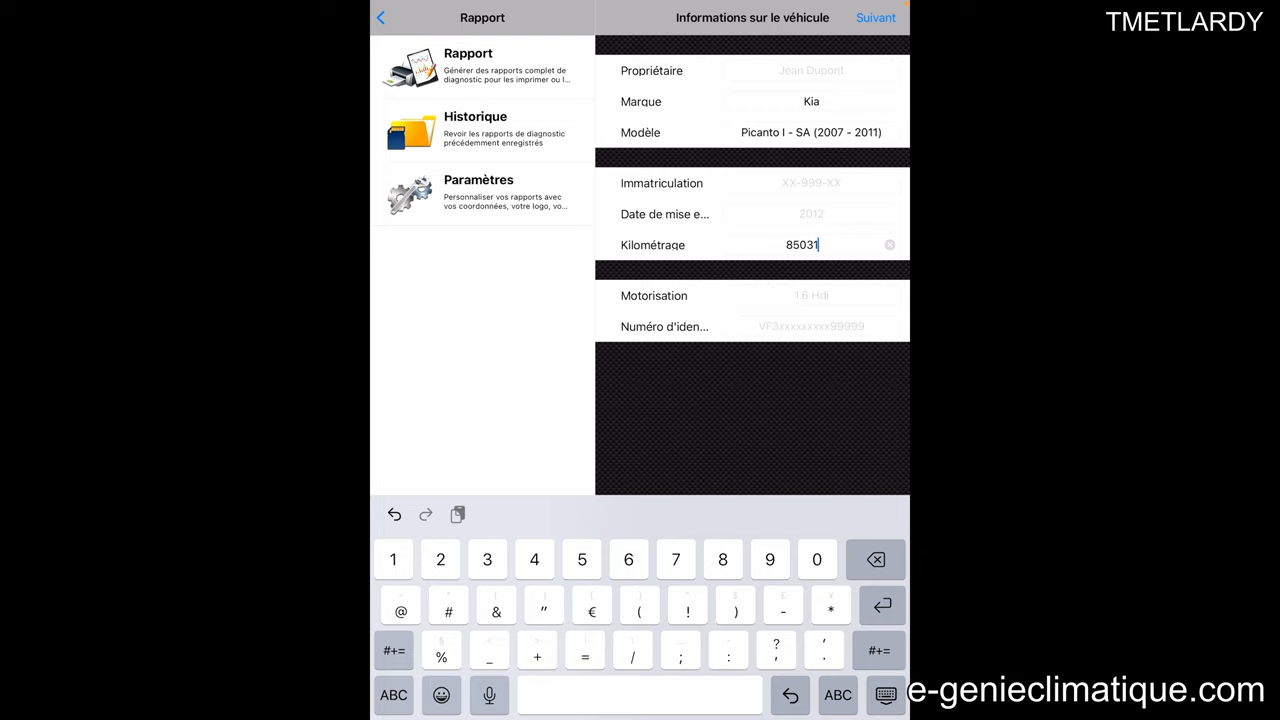 TMETLARDY
Rapport
Informations sur le véhicule
Suivant
Rapport
Générer des rapports complet de
diagnostic pour les imprimer ou l...
Historique
Revoir les rapports de diagnostic
précédemment enregistrés
Paramètres
Personnaliser vos rapports avec
vos coordonnées, votre logo, vo...
Propriétaire Jean Dupont
Marque Kia
Modèle Picanto I - SA (2007 - 2011)
Immatriculation XX-999-XX
Date de mise e... 2012
Kilométrage 85031
Motorisation 1.6 Hdi
Numéro d'iden... VF3xxxxxxxxx99999
1 2 3 4 5 6 7 8 9 0
@ # & " € ( ! ) - *
#+= % _ + = / ; : ? , ' . #+=
ABC ABC
e-genieclimatique.com